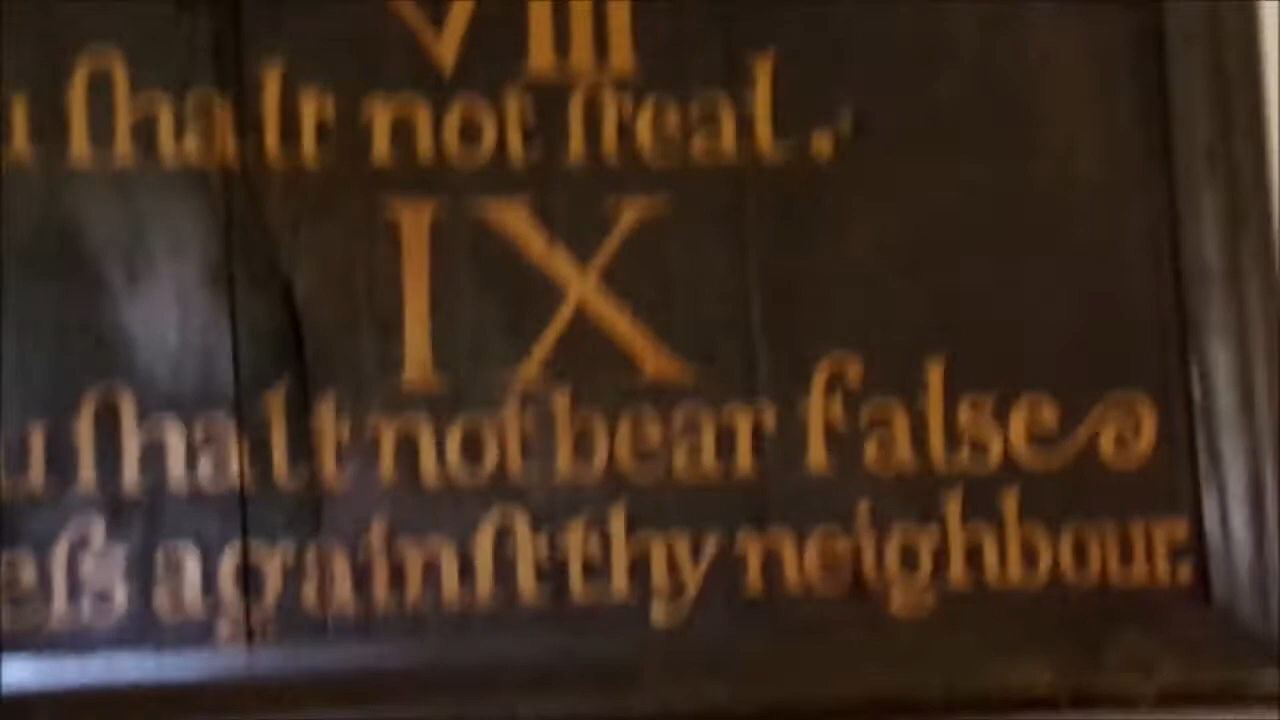 VIII
u ſhalt not ſteal.
IX
u ſhalt not bear falſe
eſs againſt thy neighbour.